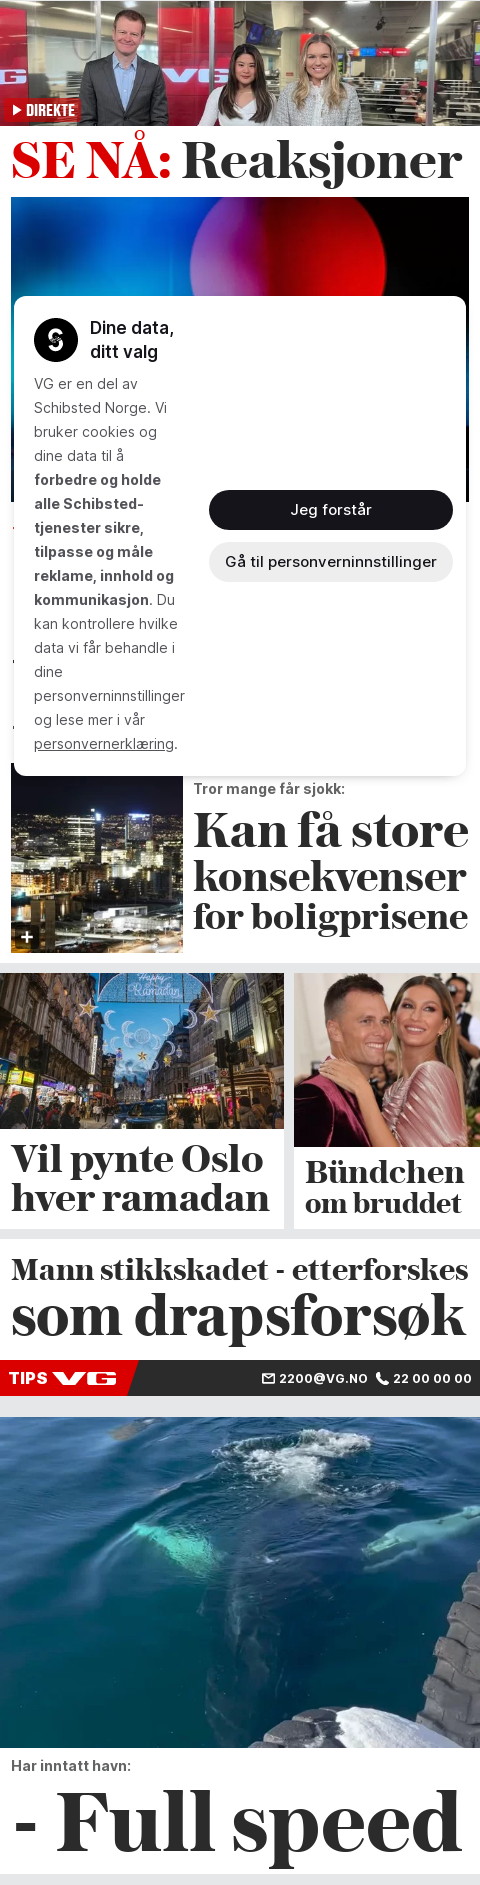 VG
DIREKTE
SE NÅ: Reaksjoner
Dine data,
ditt valg
VG er en del av
Schibsted Norge. Vi
bruker cookies og
dine data til å
forbedre og holde
alle Schibsted-
tjenester sikre,
tilpasse og måle
reklame, innhold og
kommunikasjon. Du
kan kontrollere hvilke
data vi får behandle i
dine
personverninnstillinger
og lese mer i vår
personvernerklæring.
Jeg forstår
Gå til personverninnstillinger
Tror mange får sjokk:
Kan få store
konsekvenser
for boligprisene
Happy
Ramadan
Vil pynte Oslo
hver ramadan
Bündchen
om bruddet
Mann stikkskadet - etterforskes
som drapsforsøk
TIPS VG
2200@VG.NO 22 00 00 00
Har inntatt havn:
- Full speed